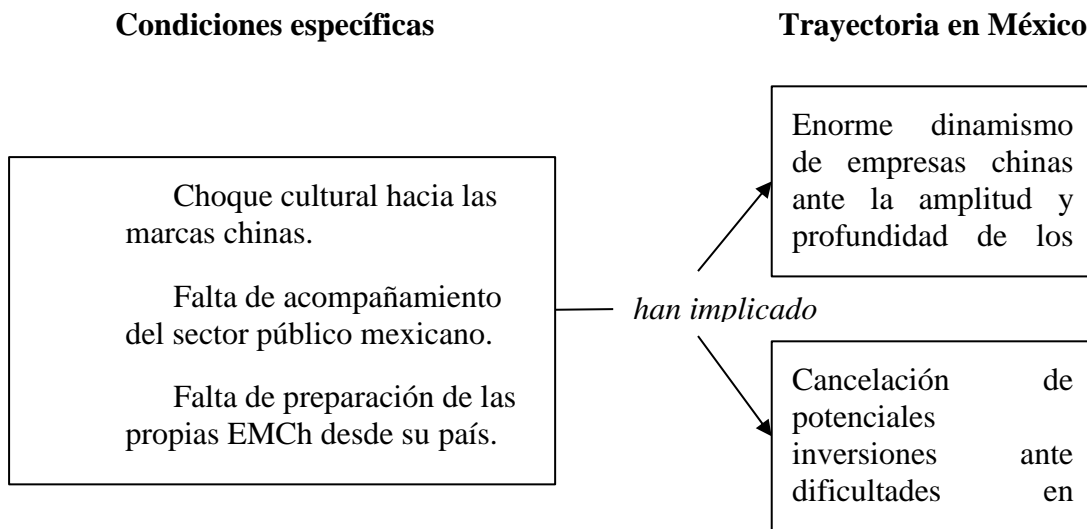 Condiciones específicas
Trayectoria en México
Choque cultural hacia las
marcas chinas.
Falta de acompañamiento
del sector público mexicano.
Falta de preparación de las
propias EMCh desde su país.
han implicado
Enorme dinamismo
de empresas chinas
ante la amplitud y
profundidad de los
Cancelación de
potenciales
inversiones ante
dificultades en